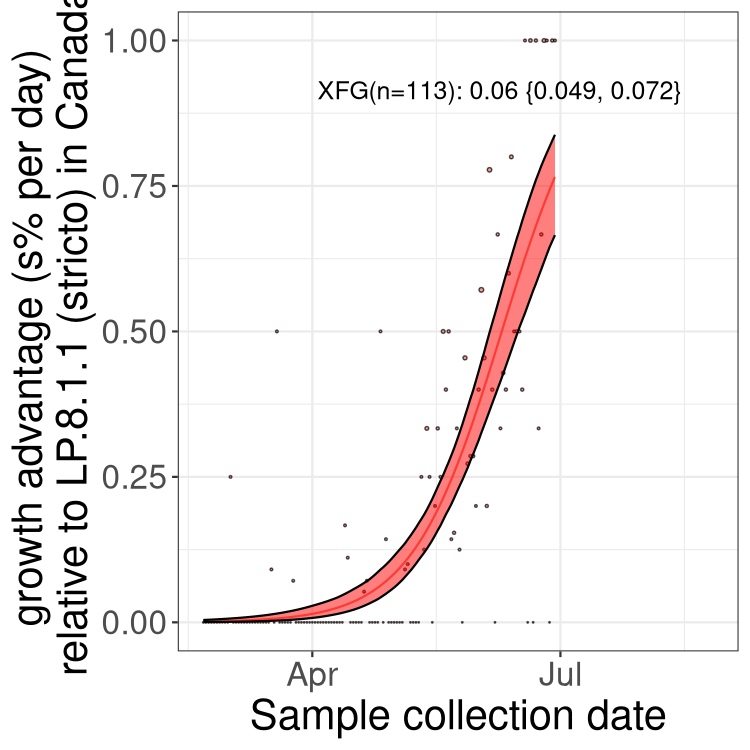 growth advantage (s% per day)
relative to LP.8.1.1 (stricto) in Canada
1.00
0.75
0.50
0.25
0.00
XFG(n=113): 0.06 {0.049, 0.072}
Apr
Jul
Sample collection date